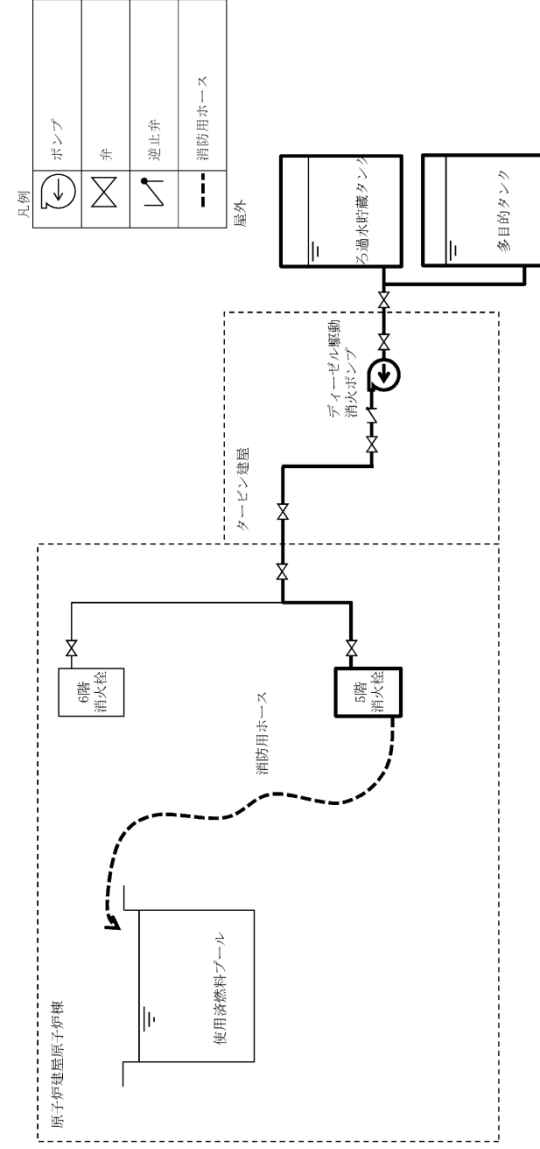 凡例
ポンプ
弁
逆止弁
消防用ホース
屋外
原子炉建屋原子炉棟
タービン建屋
6階
消火栓
ディーゼル駆動
消火ポンプ
ろ過水貯蔵タンク
消防用ホース
使用済燃料プール
5階
消火栓
多目的タンク